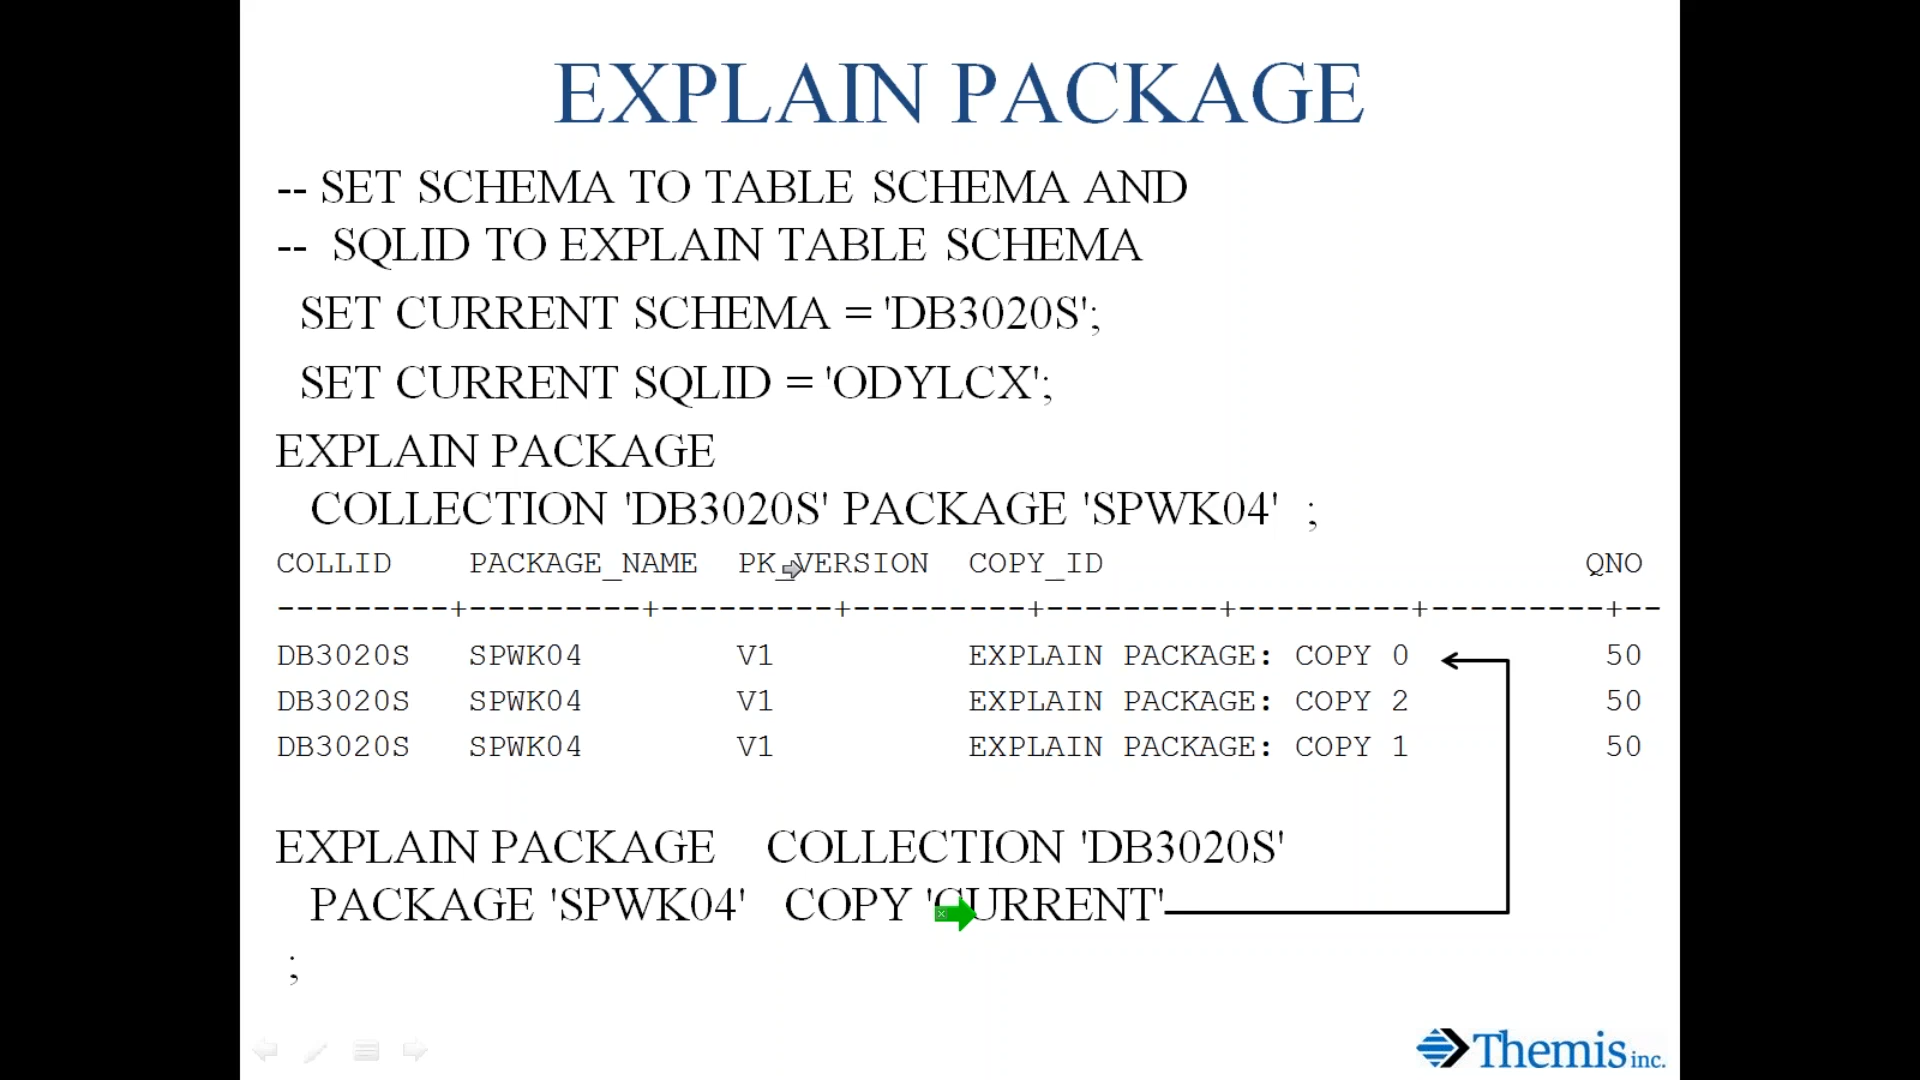 EXPLAIN PACKAGE
-- SET SCHEMA TO TABLE SCHEMA AND
-- SQLID TO EXPLAIN TABLE SCHEMA
SET CURRENT SCHEMA = 'DB3020S';
SET CURRENT SQLID = 'ODYLCX';
EXPLAIN PACKAGE
COLLECTION 'DB3020S' PACKAGE 'SPWK04' ;
COLLID PACKAGE_NAME PK_VERSION COPY_ID QNO
---------+---------+---------+---------+---------+---------+---------+--
DB3020S SPWK04 V1 EXPLAIN PACKAGE: COPY 0 50
DB3020S SPWK04 V1 EXPLAIN PACKAGE: COPY 2 50
DB3020S SPWK04 V1 EXPLAIN PACKAGE: COPY 1 50
EXPLAIN PACKAGE COLLECTION 'DB3020S'
PACKAGE 'SPWK04' COPY 'CURRENT'
;
Themis inc.